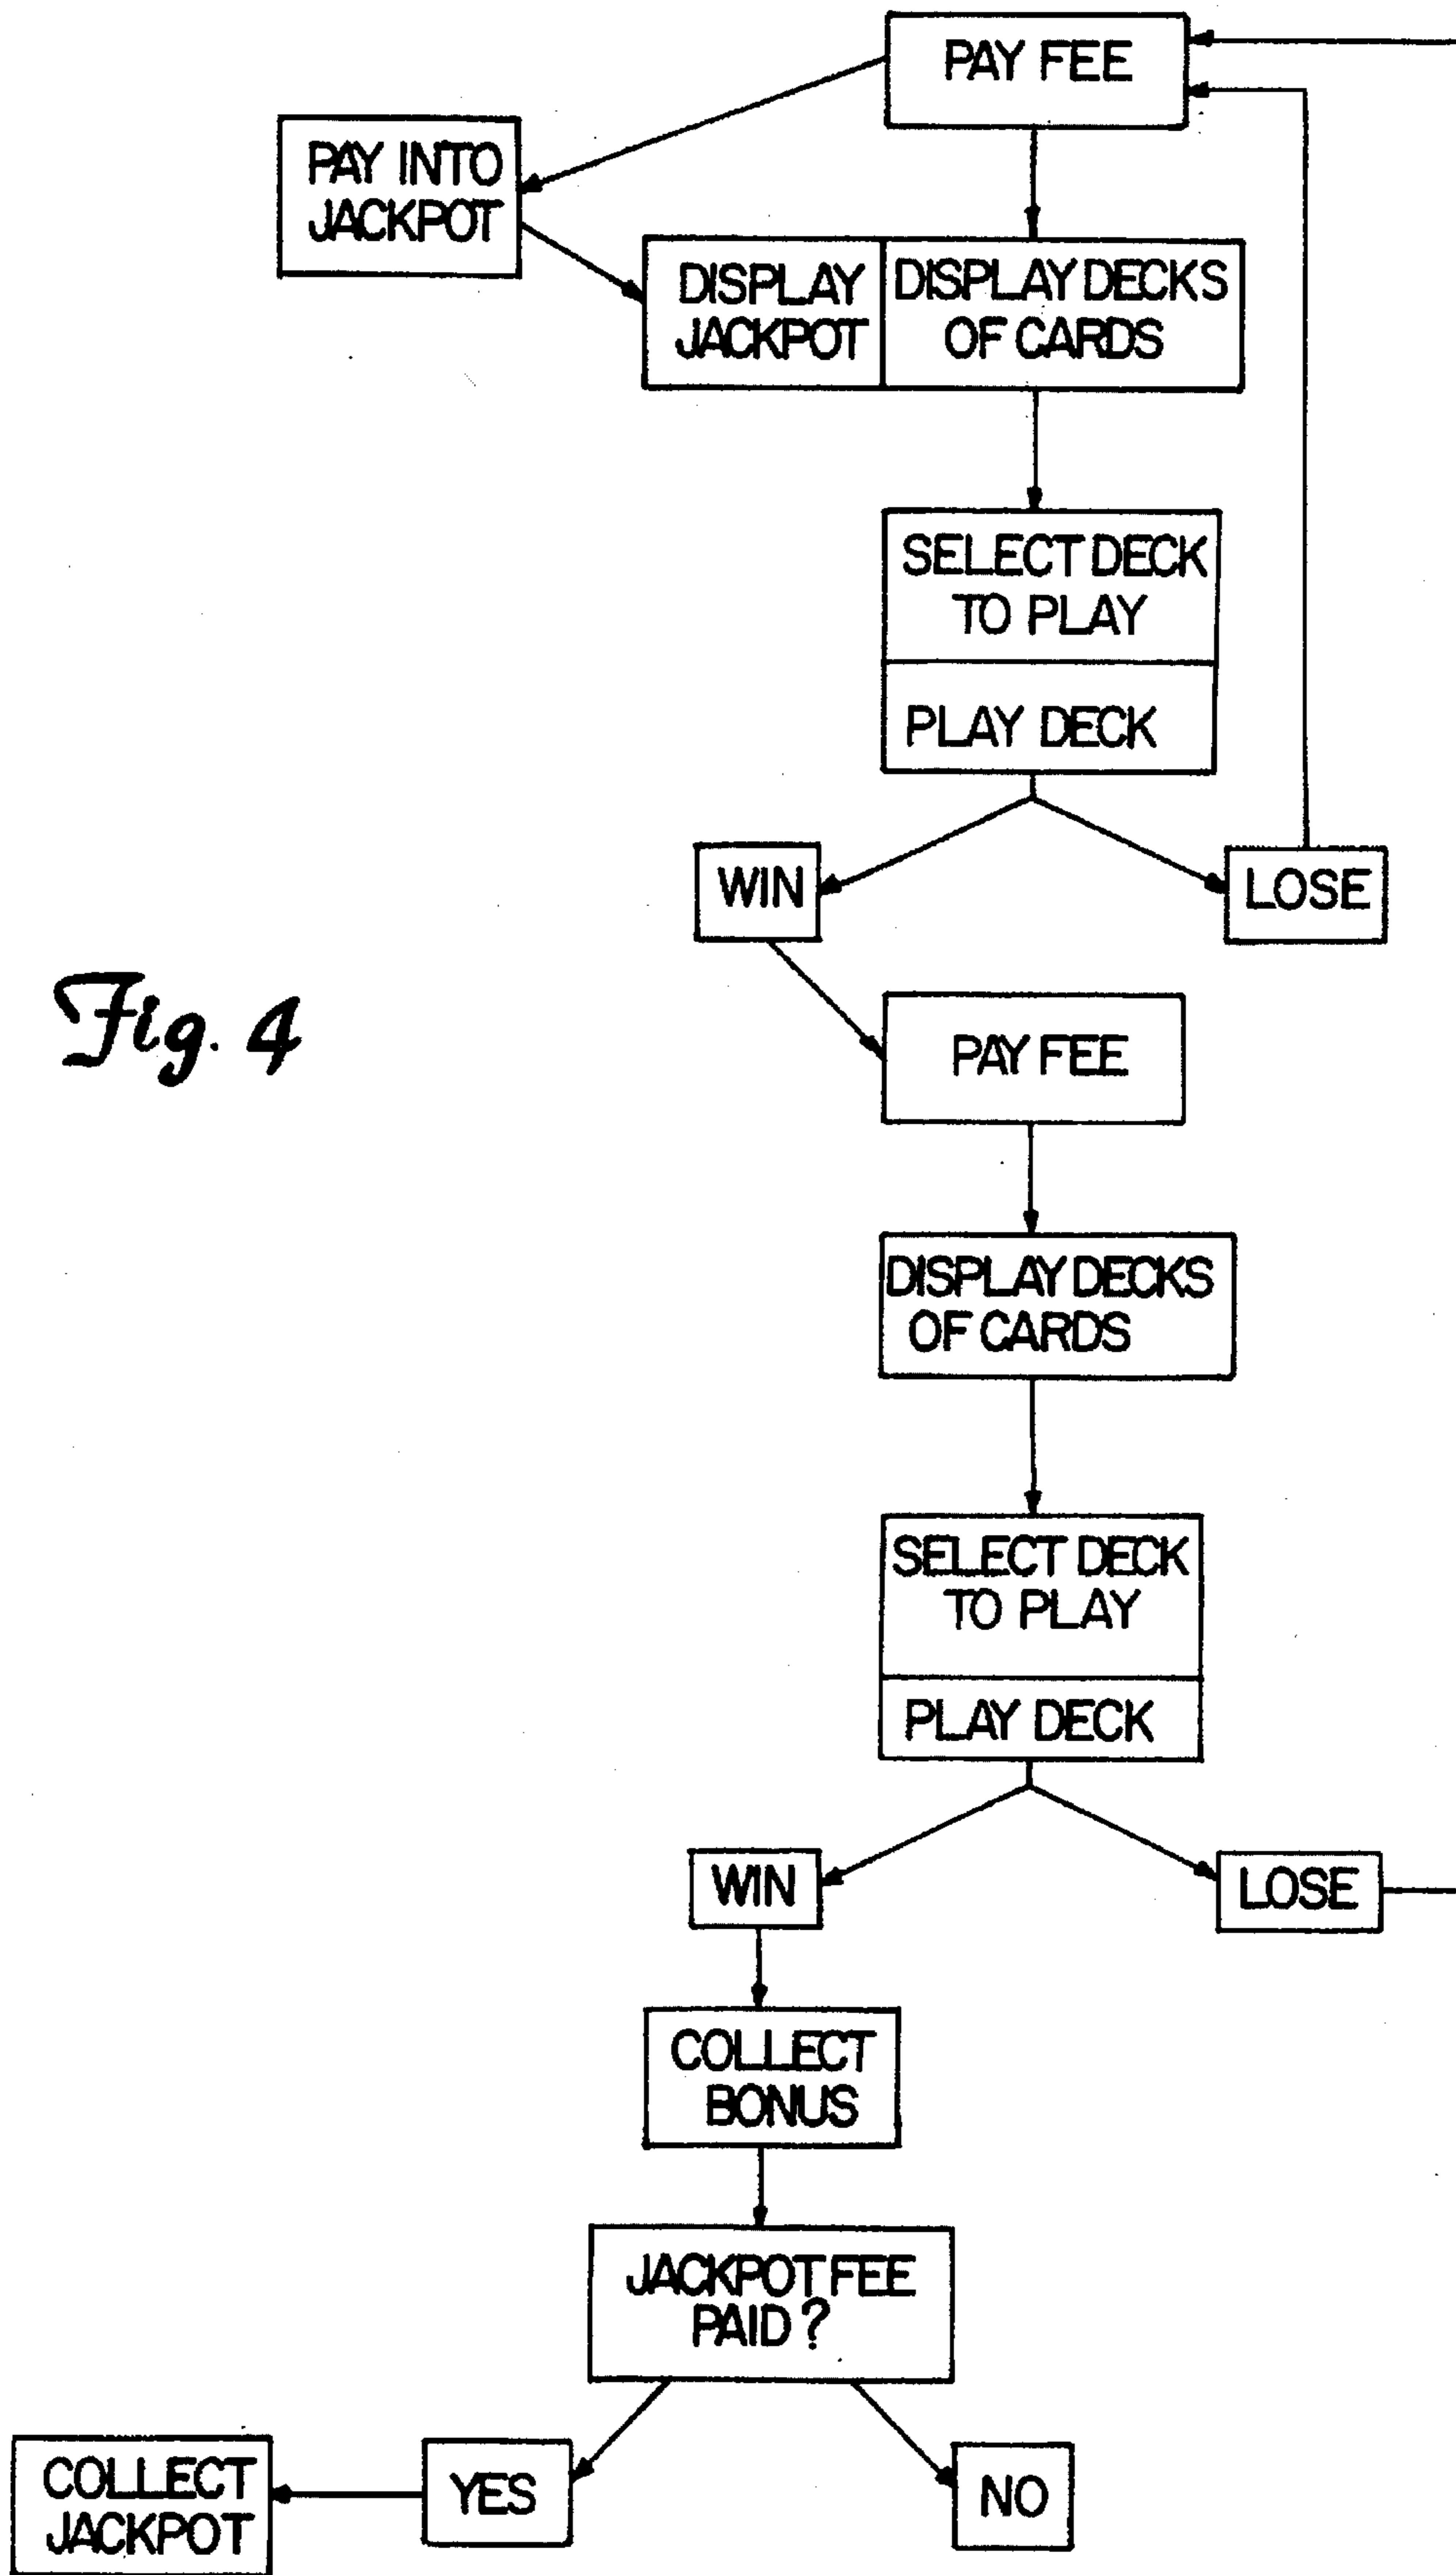 PAY FEE
PAY INTO
JACKPOT
DISPLAY
JACKPOT
DISPLAY DECKS
OF CARDS
SELECT DECK
TO PLAY
PLAY DECK
WIN
LOSE
Fig. 4
PAY FEE
DISPLAY DECKS
OF CARDS
SELECT DECK
TO PLAY
PLAY DECK
WIN
LOSE
COLLECT
BONUS
JACKPOT FEE
PAID?
COLLECT
JACKPOT
YES
NO